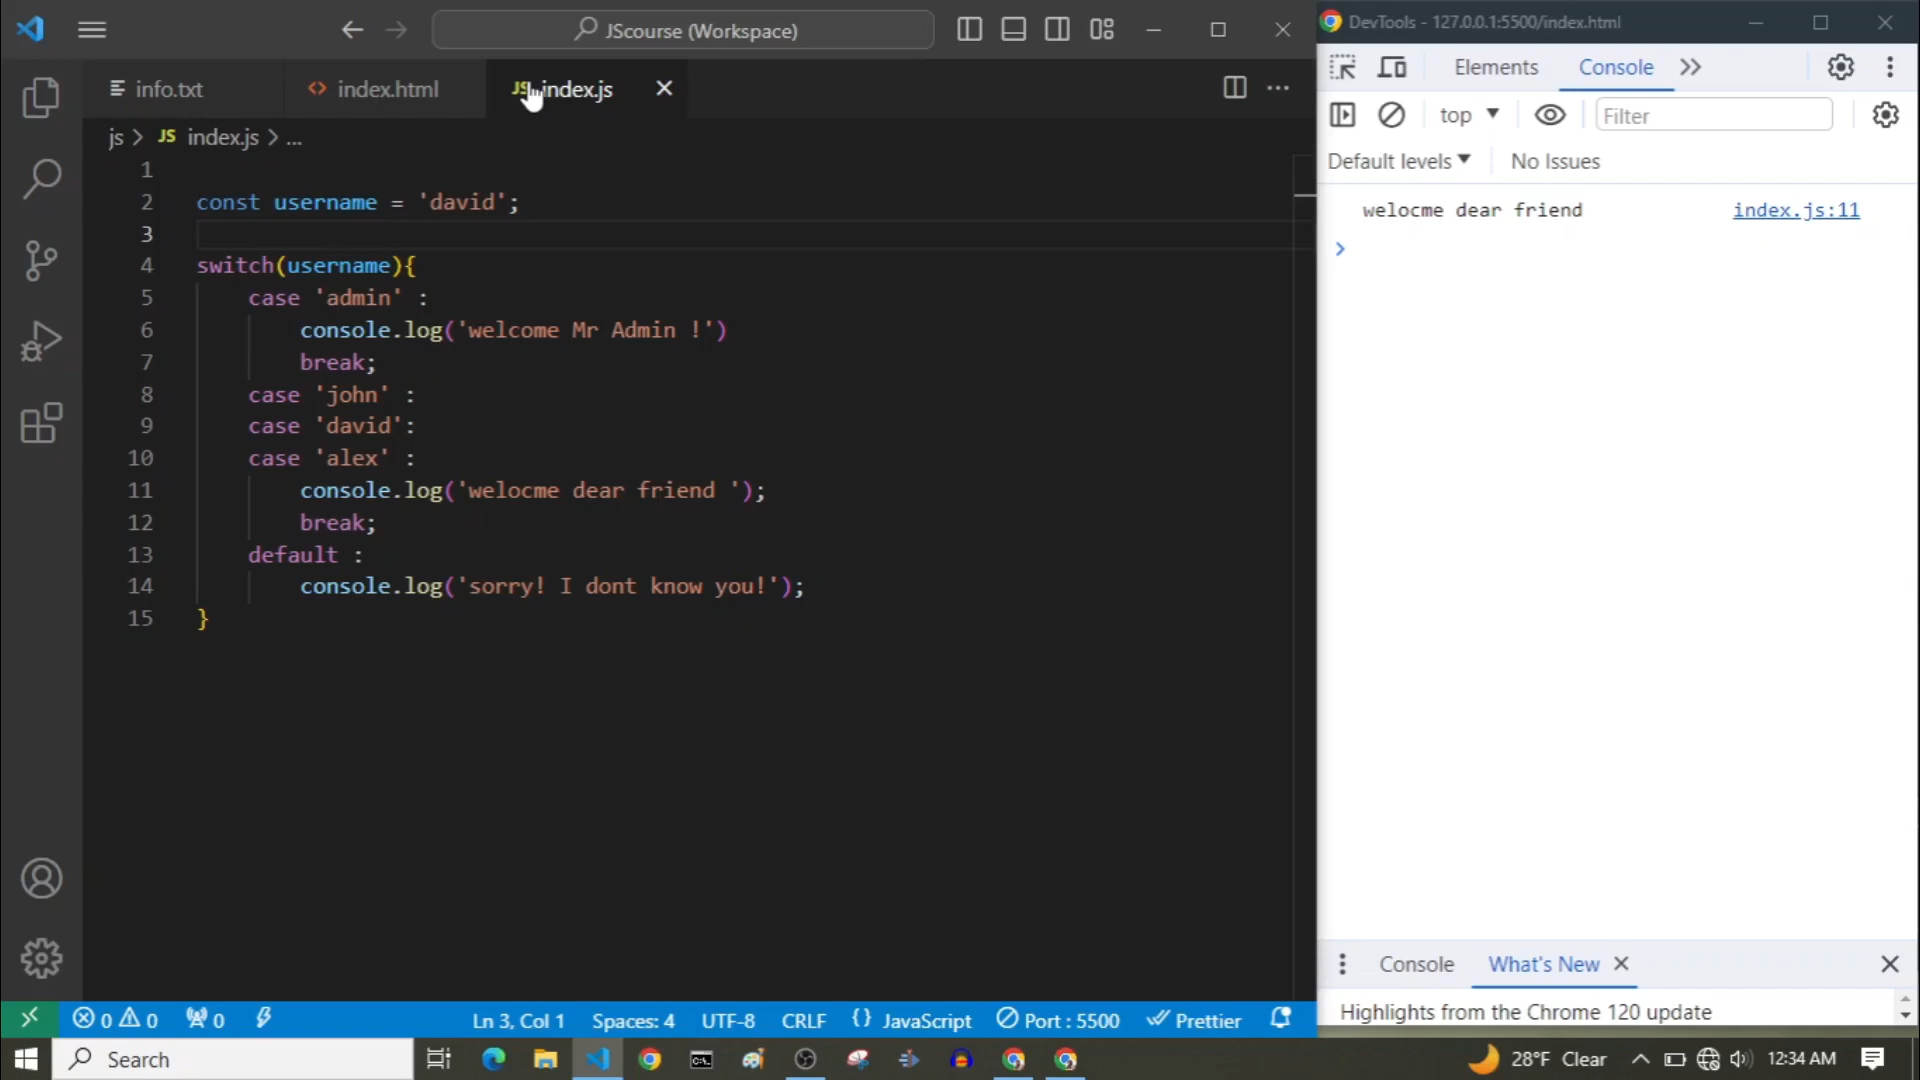 JScourse (Workspace)
info.txt
index.html
JS index.js
js > JS index.js > ...
1
2 const username = 'david';
3
4 switch(username){
5 case 'admin' :
6 console.log('welcome Mr Admin !')
7 break;
8 case 'john' :
9 case 'david':
10 case 'alex' :
11 console.log('welocme dear friend ');
12 break;
13 default :
14 console.log('sorry! I dont know you!');
15 }
0 0 0
Ln 3, Col 1 Spaces: 4 UTF-8 CRLF {} JavaScript Port : 5500 Prettier
DevTools - 127.0.0.1:5500/index.html
Elements Console
top Filter
Default levels No Issues
welocme dear friend index.js:11
Console What's New
Highlights from the Chrome 120 update
Search
28°F Clear 12:34 AM